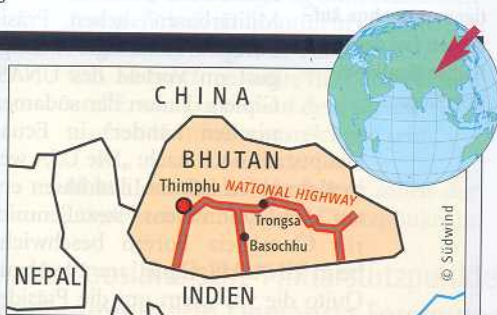 CHINA
BHUTAN
Thimphu
NATIONAL HIGHWAY
Trongsa
Basochhu
NEPAL
INDIEN
© Südwind